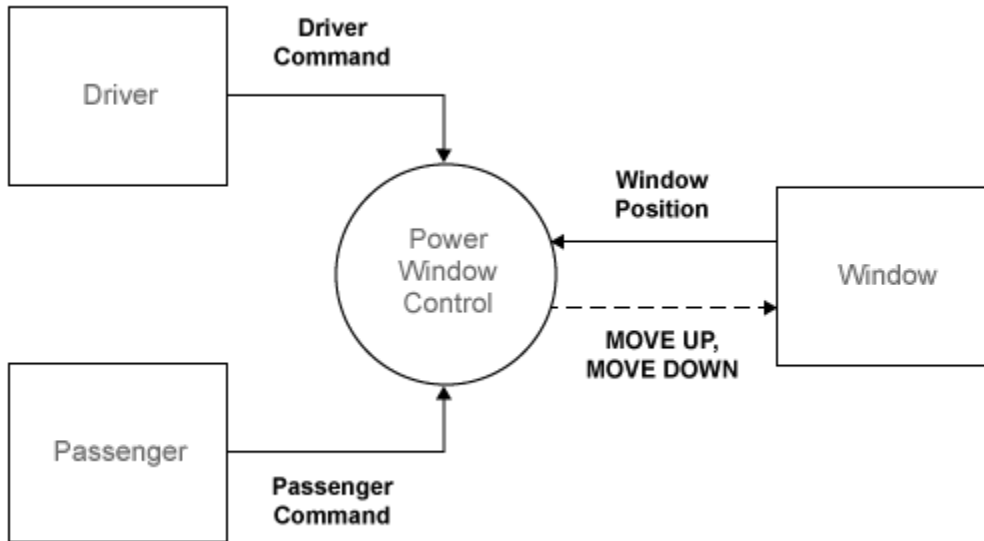 Driver
Command
Driver
Window
Position
Power
Window
Control
Window
MOVE UP,
MOVE DOWN
Passenger
Passenger
Command